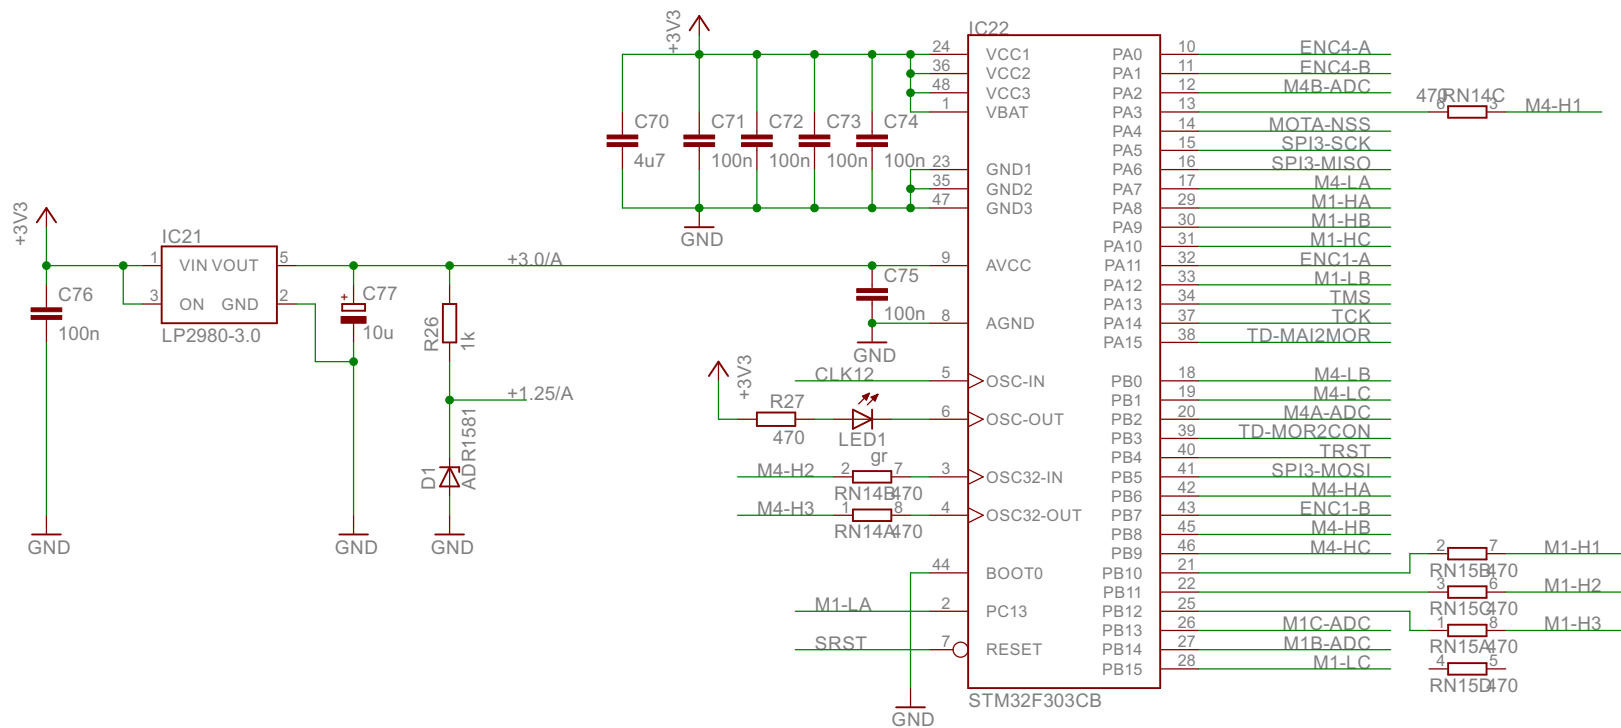 +3V3
IC22
24 VCC1
36 VCC2
48 VCC3
1 VBAT
C70
4u7
C71
100n
C72
100n
C73
100n
C74
100n
23 GND1
35 GND2
47 GND3
GND
+3V3
IC21
1 VIN VOUT 5
3 ON GND 2
LP2980-3.0
C76
100n
GND
+
C77
10u
GND
R26
1k
+3.0/A
+1.25/A
D1
ADR1581
GND
9 AVCC
C75
100n
8 AGND
GND
CLK12 5 OSC-IN
+3V3
R27
470
LED1
gr
6 OSC-OUT
M4-H2 2 7 3 OSC32-IN
RN14B 470
M4-H3 1 8 4 OSC32-OUT
RN14A 470
44 BOOT0
M1-LA 2 PC13
SRST 7 RESET
GND
STM32F303CB
PA0 10 ENC4-A
PA1 11 ENC4-B
PA2 12 M4B-ADC
PA3 13
470 RN14C
6 3 M4-H1
PA4 14 MOTA-NSS
PA5 15 SPI3-SCK
PA6 16 SPI3-MISO
PA7 17 M4-LA
PA8 29 M1-HA
PA9 30 M1-HB
PA10 31 M1-HC
PA11 32 ENC1-A
PA12 33 M1-LB
PA13 34 TMS
PA14 37 TCK
PA15 38 TD-MAI2MOR
PB0 18 M4-LB
PB1 19 M4-LC
PB2 20 M4A-ADC
PB3 39 TD-MOR2CON
PB4 40 TRST
PB5 41 SPI3-MOSI
PB6 42 M4-HA
PB7 43 ENC1-B
PB8 45 M4-HB
PB9 46 M4-HC
PB10 21
2 7 M1-H1
RN15B 470
PB11 22
3 6 M1-H2
RN15C 470
PB12 25
1 8 M1-H3
RN15A 470
PB13 26 M1C-ADC
PB14 27 M1B-ADC
PB15 28 M1-LC
4 5
RN15D 470